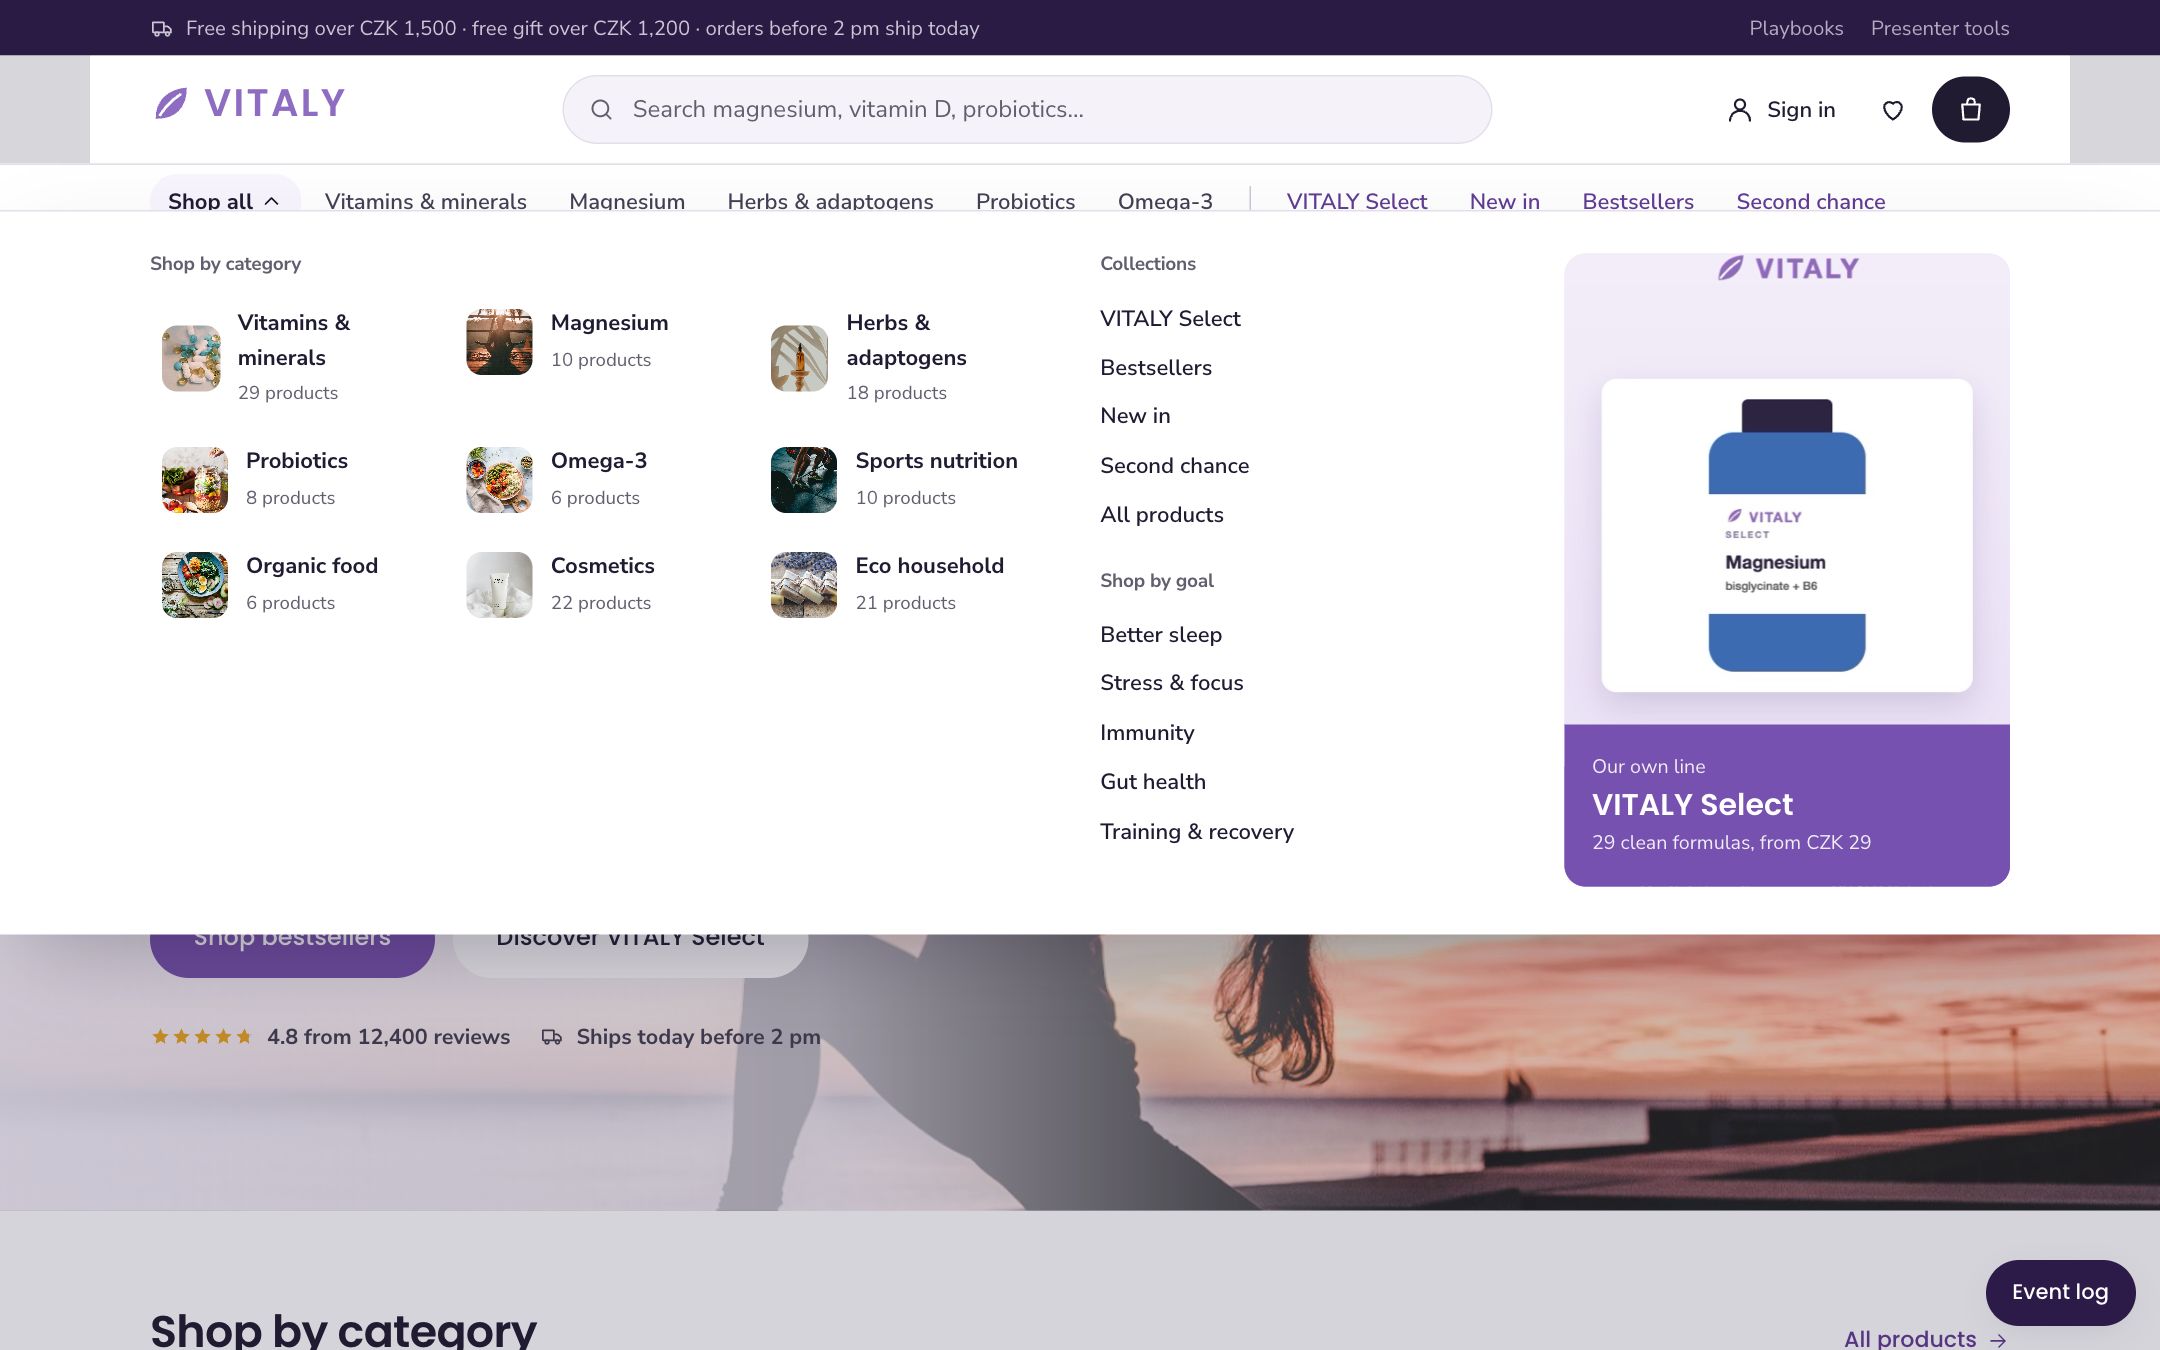 Free shipping over CZK 1,500 · free gift over CZK 1,200 · orders before 2 pm ship today
Playbooks
Presenter tools
VITALY
Search magnesium, vitamin D, probiotics...
Sign in
Shop all
Vitamins & minerals
Magnesium
Herbs & adaptogens
Probiotics
Omega-3
VITALY Select
New in
Bestsellers
Second chance
Shop by category
Vitamins &
minerals
29 products
Magnesium
10 products
Herbs &
adaptogens
18 products
Probiotics
8 products
Omega-3
6 products
Sports nutrition
10 products
Organic food
6 products
Cosmetics
22 products
Eco household
21 products
Collections
VITALY Select
Bestsellers
New in
Second chance
All products
Shop by goal
Better sleep
Stress & focus
Immunity
Gut health
Training & recovery
VITALY
VITALY
SELECT
Magnesium
bisglycinate + B6
Our own line
VITALY Select
29 clean formulas, from CZK 29
Shop bestsellers
Discover VITALY Select
4.8 from 12,400 reviews
Ships today before 2 pm
Event log
Shop by category
All products